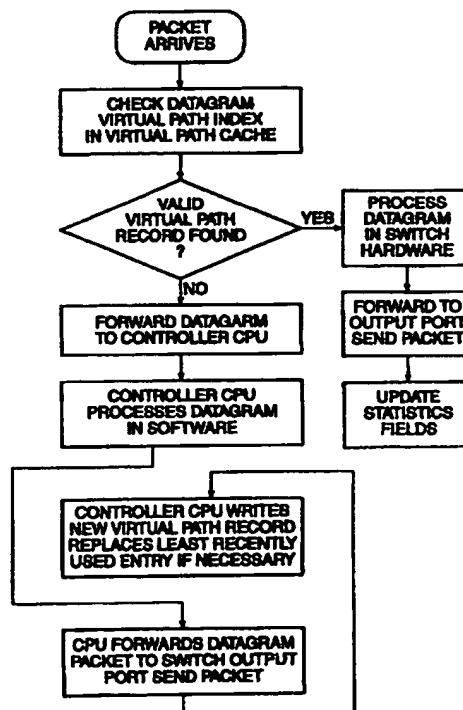 PACKET
ARRIVES
CHECK DATAGRAM
VIRTUAL PATH INDEX
IN VIRTUAL PATH CACHE
VALID
VIRTUAL PATH
RECORD FOUND
?
YES
PROCESS
DATAGRAM
IN SWITCH
HARDWARE
NO
FORWARD TO
OUTPUT PORT
SEND PACKET
FORWARD DATAGARM
TO CONTROLLER CPU
UPDATE
STATISTICS
FIELDS
CONTROLLER CPU
PROCESSES DATAGRAM
IN SOFTWARE
CONTROLLER CPU WRITES
NEW VIRTUAL PATH RECORD
REPLACES LEAST RECENTLY
USED ENTRY IF NECESSARY
CPU FORWARDS DATAGRAM
PACKET TO SWITCH OUTPUT
PORT SEND PACKET